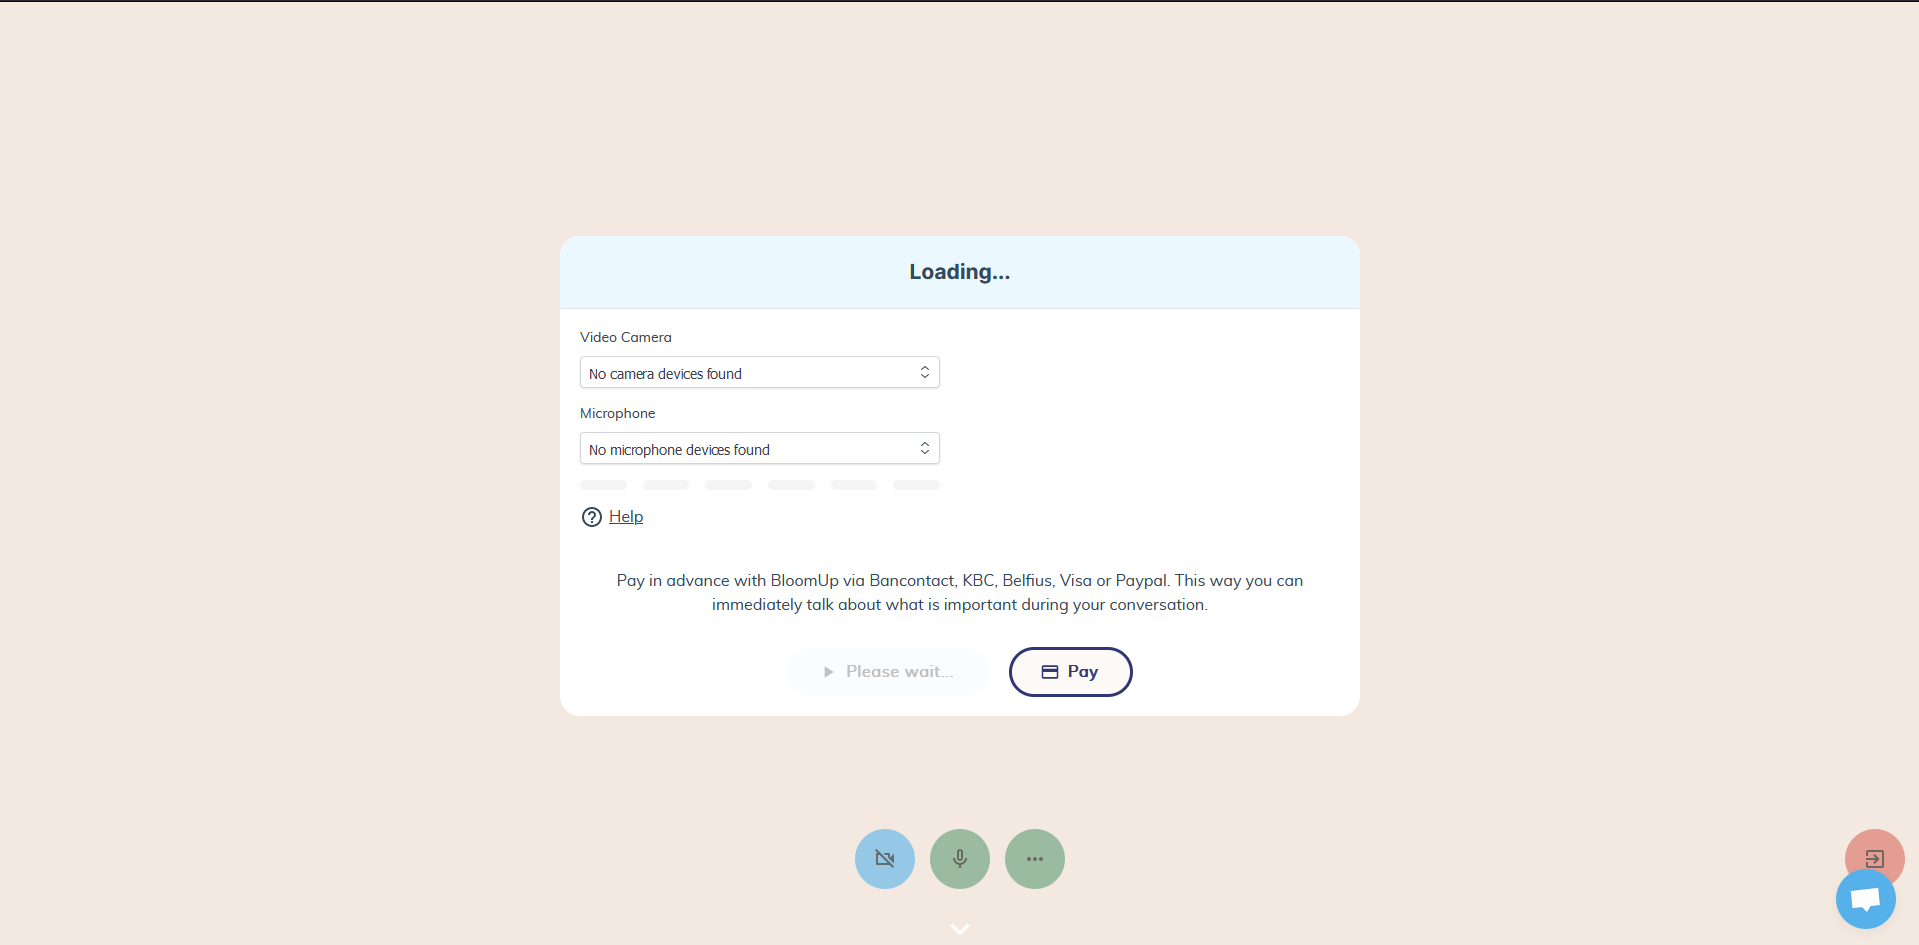 Loading...
Video Camera
No camera devices found
Microphone
No microphone devices found
Help
Pay in advance with BloomUp via Bancontact, KBC, Belfius, Visa or Paypal. This way you can
immediately talk about what is important during your conversation.
Please wait...
Pay